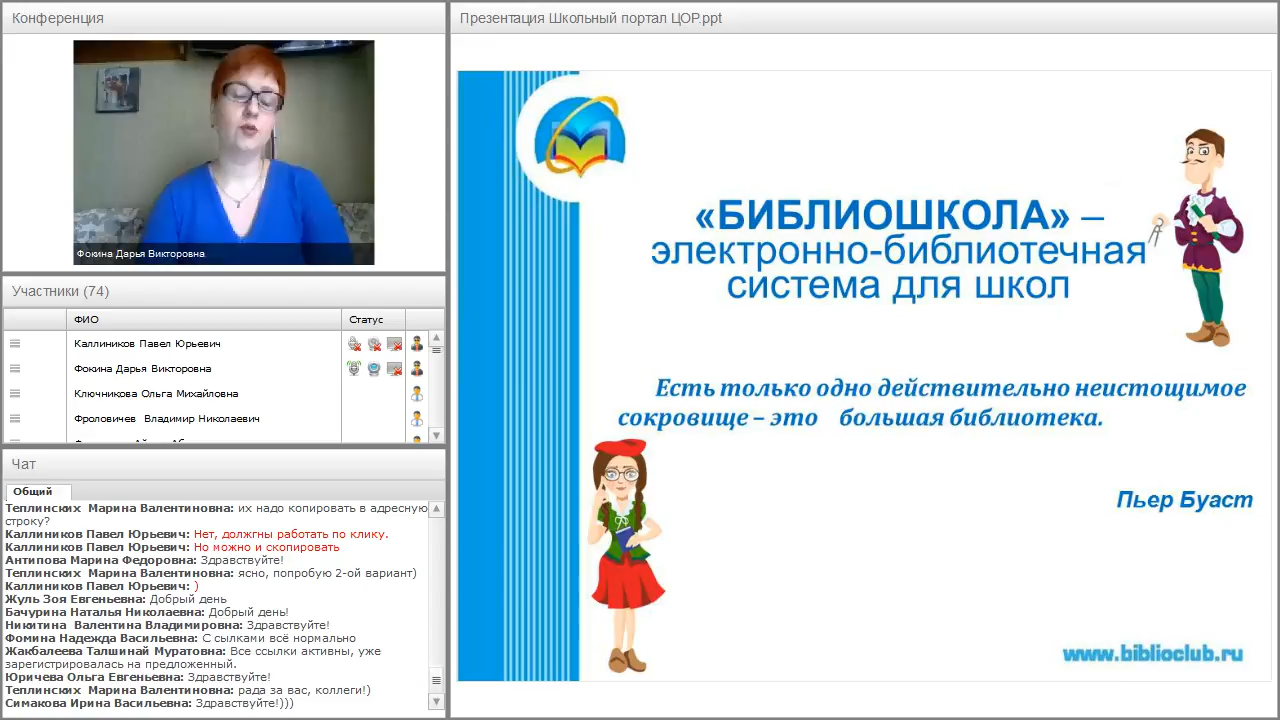 Конференция
Фокина Дарья Викторовна
Участники (74)
ФИО
Статус
Каллиников Павел Юрьевич
Фокина Дарья Викторовна
Ключникова Ольга Михайловна
Фроловичев Владимир Николаевич
Чат
Общий
Теплинских Марина Валентиновна: их надо копировать в адресную
строку?
Каллиников Павел Юрьевич: Нет, должгны работать по клику.
Каллиников Павел Юрьевич: Но можно и скопировать
Антипова Марина Федоровна: Здравствуйте!
Теплинских Марина Валентиновна: ясно, попробую 2-ой вариант)
Каллиников Павел Юрьевич: )
Жуль Зоя Евгеньевна: Добрый день
Бачурина Наталья Николаевна: Добрый день!
Никитина Валентина Владимировна: Здравствуйте!
Фомина Надежда Васильевна: С сылками всё нормально
Жакбалеева Талшинай Муратовна: Все ссылки активны, уже
зарегистрировалась на предложенный.
Юричева Ольга Евгеньевна: Здравствуйте!
Теплинских Марина Валентиновна: рада за вас, коллеги!)
Симакова Ирина Васильевна: Здравствуйте!)))
Презентация Школьный портал ЦОР.ppt
«БИБЛИОШКОЛА» –
электронно-библиотечная
система для школ
Есть только одно действительно неистощимое
сокровище – это большая библиотека.
Пьер Буаст
www.biblioclub.ru